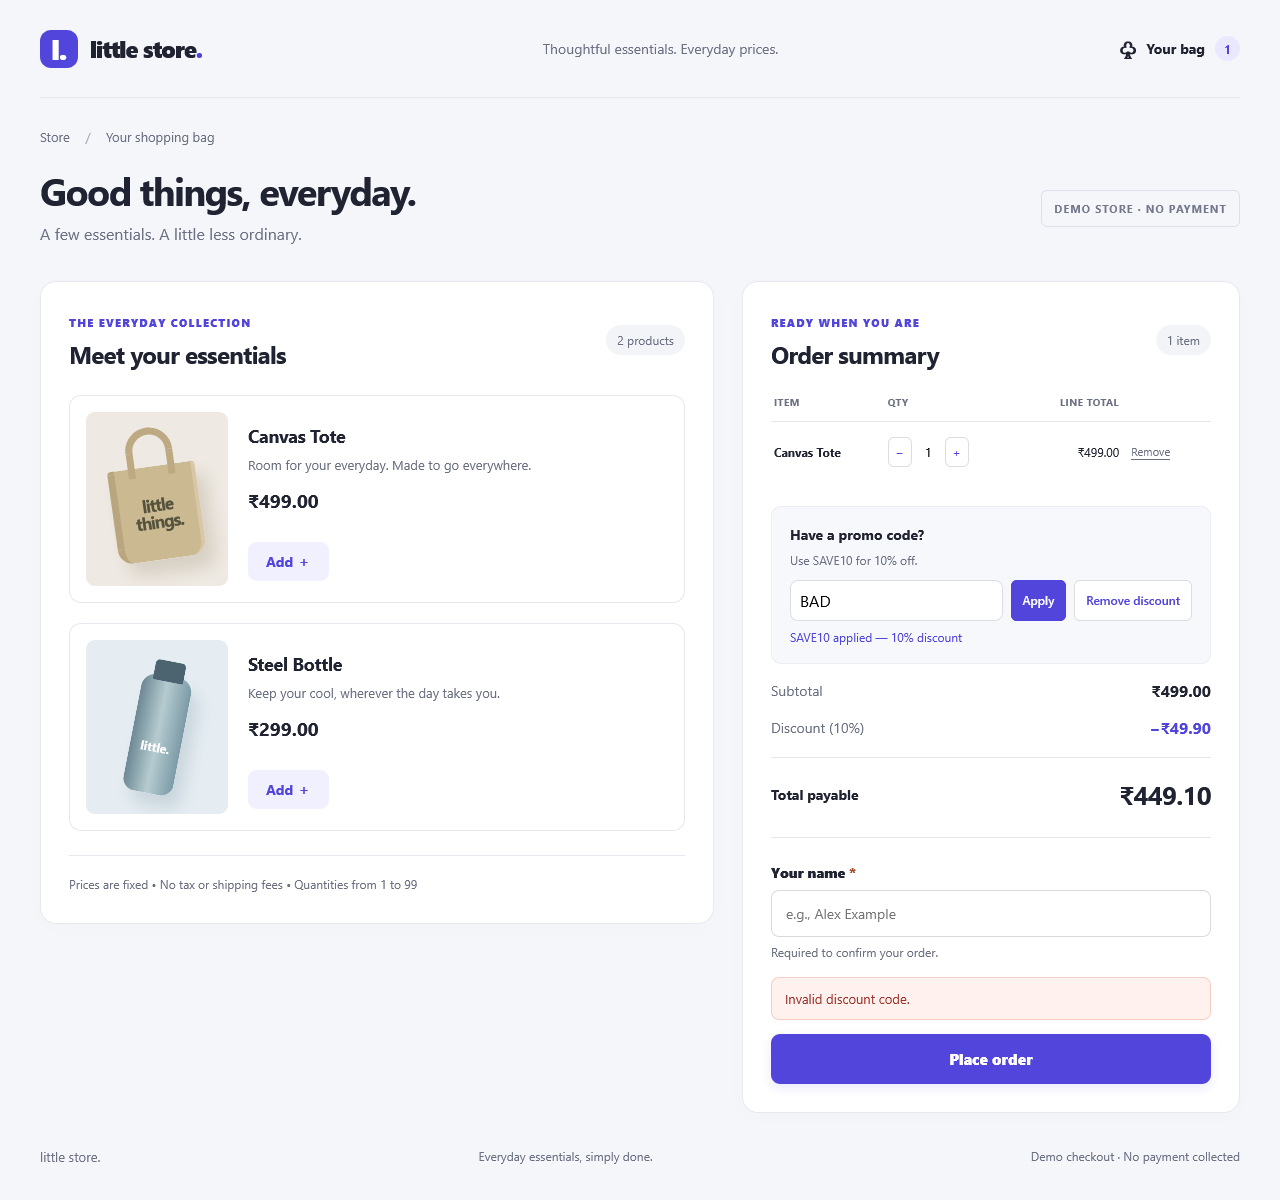 l. little store.
Thoughtful essentials. Everyday prices.
Your bag 1
Store / Your shopping bag
Good things, everyday.
A few essentials. A little less ordinary.
DEMO STORE · NO PAYMENT
THE EVERYDAY COLLECTION
Meet your essentials
2 products
little
things.
Canvas Tote
Room for your everyday. Made to go everywhere.
₹499.00
Add +
little.
Steel Bottle
Keep your cool, wherever the day takes you.
₹299.00
Add +
Prices are fixed • No tax or shipping fees • Quantities from 1 to 99
READY WHEN YOU ARE
Order summary
1 item
ITEM QTY LINE TOTAL
Canvas Tote − 1 + ₹499.00 Remove
Have a promo code?
Use SAVE10 for 10% off.
BAD Apply Remove discount
SAVE10 applied — 10% discount
Subtotal ₹499.00
Discount (10%) −₹49.90
Total payable ₹449.10
Your name *
e.g., Alex Example
Required to confirm your order.
Invalid discount code.
Place order
little store.
Everyday essentials, simply done.
Demo checkout · No payment collected